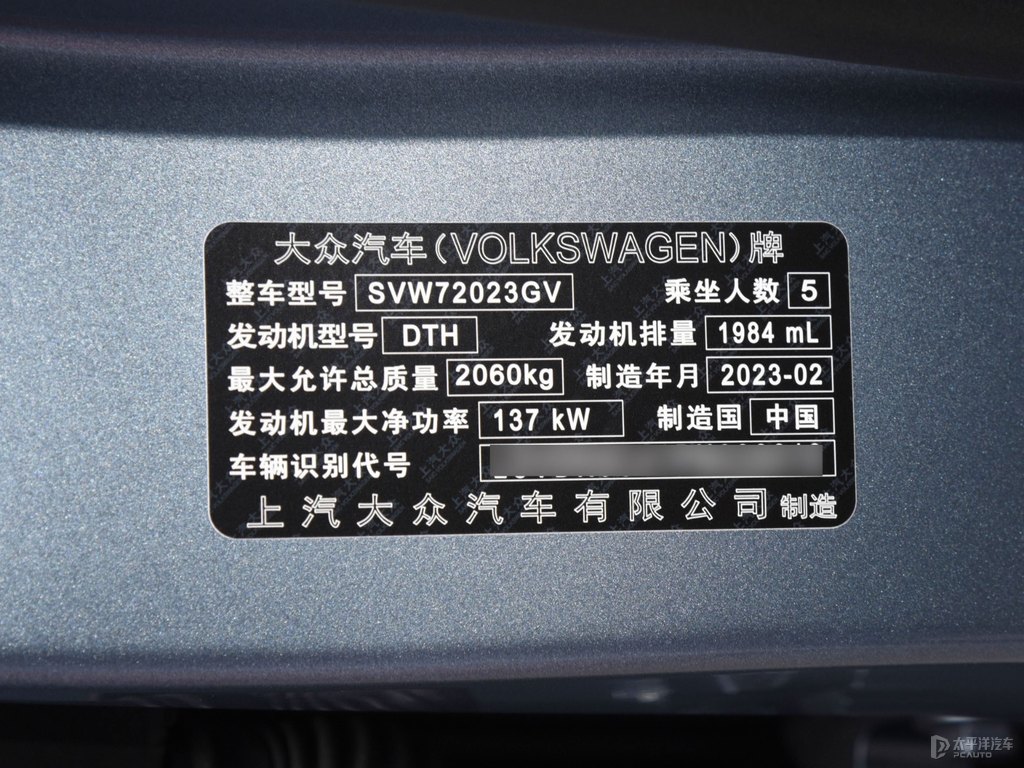 大众汽车(VOLKSWAGEN)牌
整车型号 SVW72023GV 乘坐人数 5
发动机型号 DTH 发动机排量 1984 mL
最大允许总质量 2060kg 制造年月 2023-02
发动机最大净功率 137 kW 制造国 中国
车辆识别代号
上汽大众汽车有限公司 制造
太平洋汽车
PCAUTO